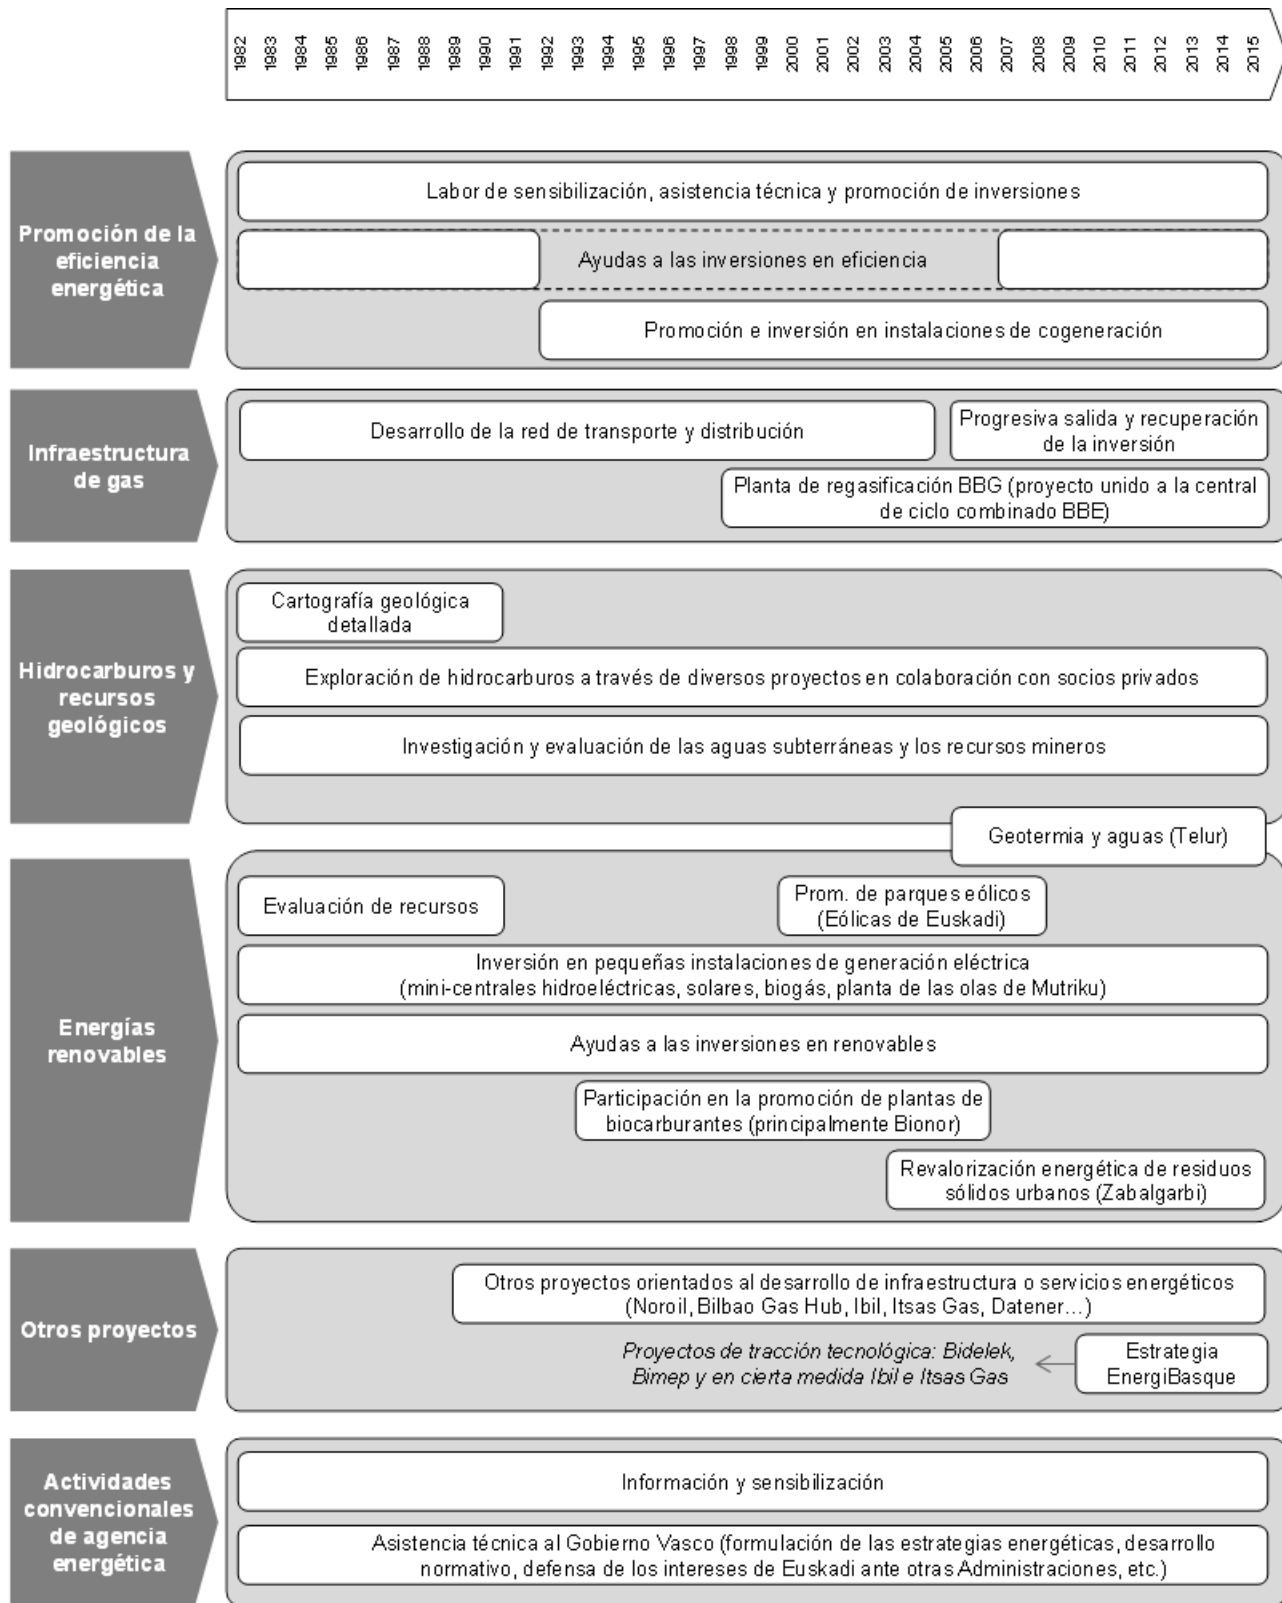 1982
1983
1984
1985
1986
1987
1988
1989
1990
1991
1992
1993
1994
1995
1996
1997
1998
1999
2000
2001
2002
2003
2004
2005
2006
2007
2008
2009
2010
2011
2012
2013
2014
2015
Promoción de la
eficiencia
energética
Labor de sensibilización, asistencia técnica y promoción de inversiones
Ayudas a las inversiones en eficiencia
Promoción e inversión en instalaciones de cogeneración
Infraestructura
de gas
Desarrollo de la red de transporte y distribución
Progresiva salida y recuperación
de la inversión
Planta de regasificación BBG (proyecto unido a la central
de ciclo combinado BBE)
Hidrocarburos y
recursos
geológicos
Cartografía geológica
detallada
Exploración de hidrocarburos a través de diversos proyectos en colaboración con socios privados
Investigación y evaluación de las aguas subterráneas y los recursos mineros
Geotermia y aguas (Telur)
Energías
renovables
Evaluación de recursos
Prom. de parques eólicos
(Eólicas de Euskadi)
Inversión en pequeñas instalaciones de generación eléctrica
(mini-centrales hidroeléctricas, solares, biogás, planta de las olas de Mutriku)
Ayudas a las inversiones en renovables
Participación en la promoción de plantas de
biocarburantes (principalmente Bionor)
Revalorización energética de residuos
sólidos urbanos (Zabalgarbi)
Otros proyectos
Otros proyectos orientados al desarrollo de infraestructura o servicios energéticos
(Noroil, Bilbao Gas Hub, Ibil, Itsas Gas, Datener…)
Proyectos de tracción tecnológica: Bidelek,
Bimep y en cierta medida Ibil e Itsas Gas
Estrategia
EnergiBasque
Actividades
convencionales
de agencia
energética
Información y sensibilización
Asistencia técnica al Gobierno Vasco (formulación de las estrategias energéticas, desarrollo
normativo, defensa de los intereses de Euskadi ante otras Administraciones, etc.)